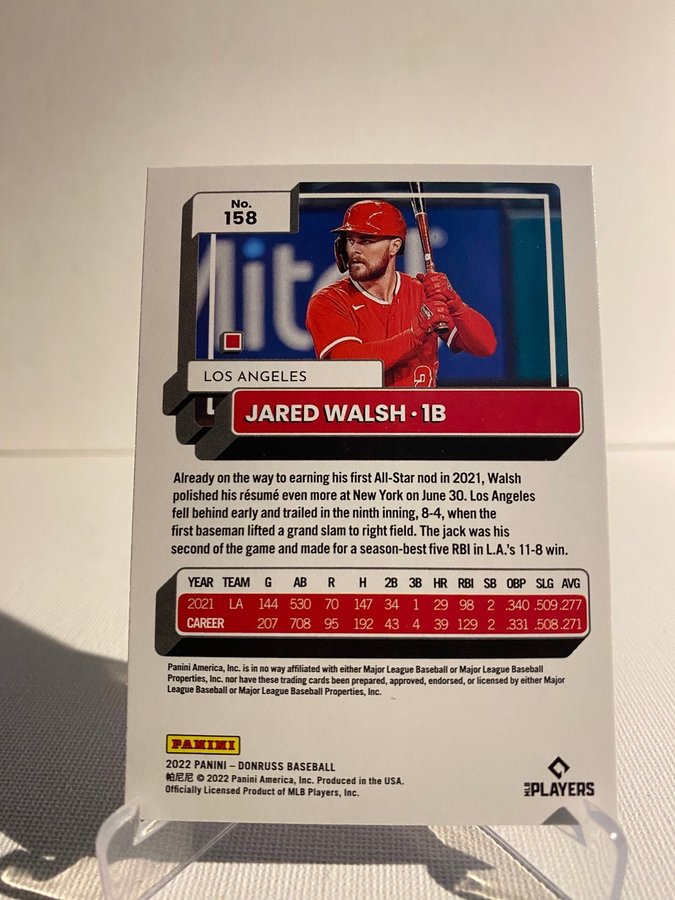 No.
158
Mitel
LOS ANGELES
JARED WALSH · 1B
Already on the way to earning his first All-Star nod in 2021, Walsh
polished his résumé even more at New York on June 30. Los Angeles
fell behind early and trailed in the ninth inning, 8-4, when the
first baseman lifted a grand slam to right field. The jack was his
second of the game and made for a season-best five RBI in L.A.'s 11-8 win.
YEAR TEAM G AB R H 2B 3B HR RBI SB OBP SLG AVG
2021 LA 144 530 70 147 34 1 29 98 2 .340 .509 .277
CAREER 207 708 95 192 43 4 39 129 2 .331 .508 .271
Panini America, Inc. is in no way affiliated with either Major League Baseball or Major League Baseball
Properties, Inc. nor have these trading cards been prepared, approved, endorsed, or licensed by either Major
League Baseball or Major League Baseball Properties, Inc.
PANINI
2022 PANINI – DONRUSS BASEBALL
帕尼尼 © 2022 Panini America, Inc. Produced in the USA.
Officially Licensed Product of MLB Players, Inc.
MLB PLAYERS